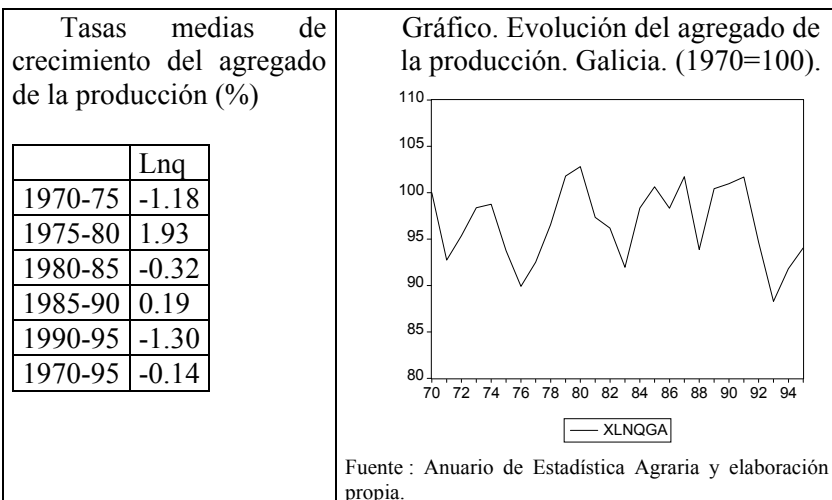 Tasas medias de
crecimiento del agregado
de la producción (%)
Lnq
1970-75 -1.18
1975-80 1.93
1980-85 -0.32
1985-90 0.19
1990-95 -1.30
1970-95 -0.14
Gráfico. Evolución del agregado de
la producción. Galicia. (1970=100).
110
105
100
95
90
85
80
70 72 74 76 78 80 82 84 86 88 90 92 94
XLNQGA
Fuente : Anuario de Estadística Agraria y elaboración
propia.